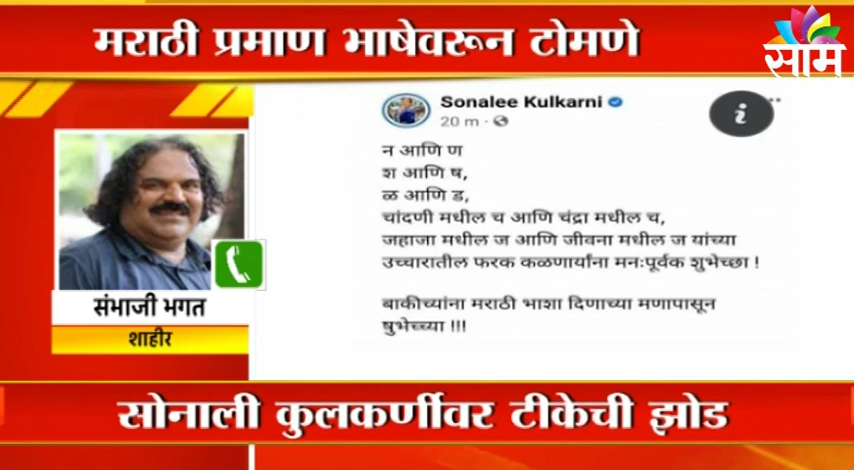 मराठी प्रमाण भाषेवरून टोमणे
साम
Sonalee Kulkarni
20 m
न आणि ण
श आणि ष,
ळ आणि ड,
चांदणी मधील च आणि चंद्रा मधील च,
जहाजा मधील ज आणि जीवना मधील ज यांच्या
उच्चारातील फरक कळणार्यांना मनःपूर्वक शुभेच्छा !
बाकीच्यांना मराठी भाशा दिणाच्या मणापासून
षुभेच्च्या !!!
संभाजी भगत
शाहीर
सोनाली कुलकर्णीवर टीकेची झोड